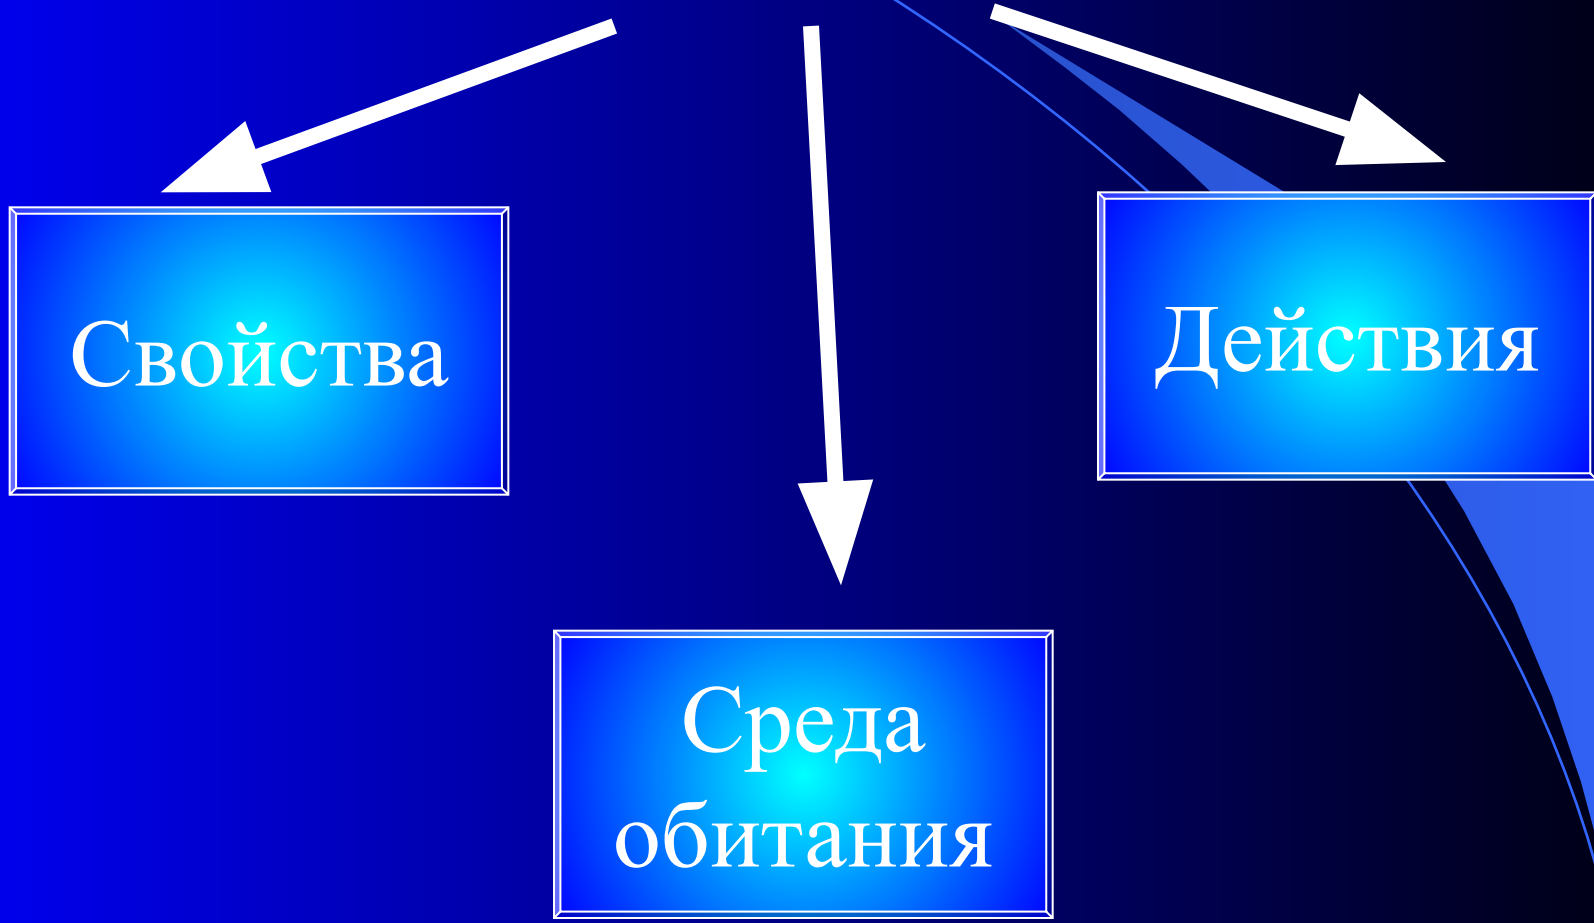 Свойства
Действия
Среда
обитания